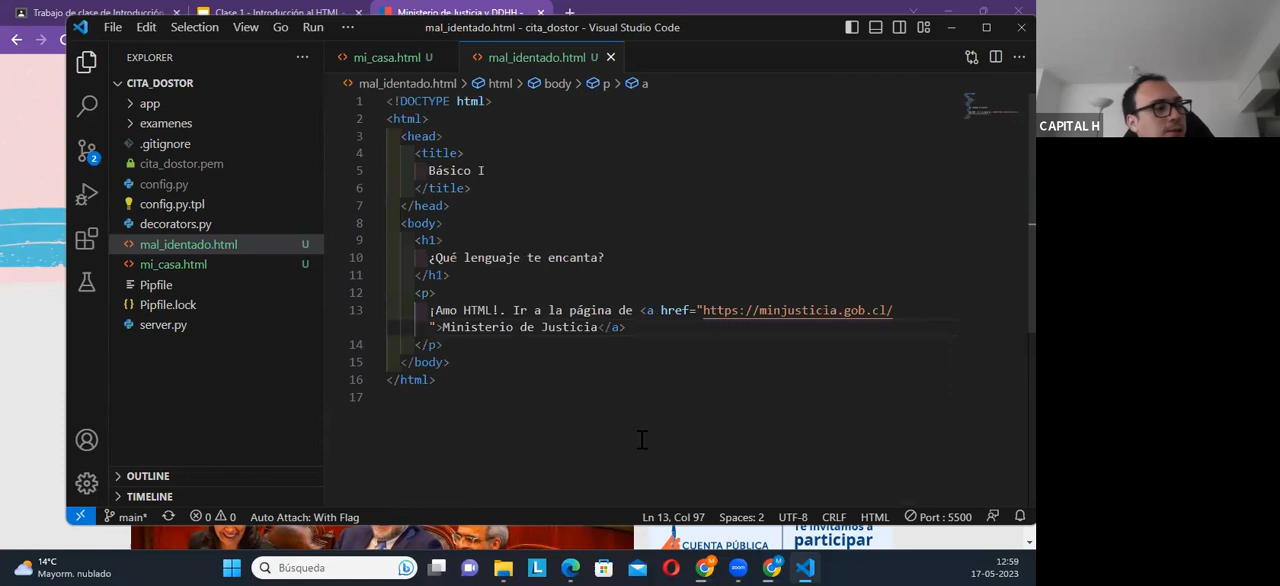 Trabajo de clase de Introducción
Clase 1 - Introducción al HTML -
Ministerio de Justicia y DDHH -
File Edit Selection View Go Run ... mal_identado.html - cita_dostor - Visual Studio Code
EXPLORER ...
mi_casa.html U
mal_identado.html U
CITA_DOSTOR
mal_identado.html > html > body > p > a
app
examenes
.gitignore
cita_dostor.pem
config.py
config.py.tpl
decorators.py
mal_identado.html U
mi_casa.html U
Pipfile
Pipfile.lock
server.py
OUTLINE
TIMELINE
1 <!DOCTYPE html>
2 <html>
3 <head>
4 <title>
5 Básico I
6 </title>
7 </head>
8 <body>
9 <h1>
10 ¿Qué lenguaje te encanta?
11 </h1>
12 <p>
13 ¡Amo HTML!. Ir a la página de <a href="https://minjusticia.gob.cl/
">Ministerio de Justicia</a>
14 </p>
15 </body>
16 </html>
17
2
CAPITAL H
main* 0 0 Auto Attach: With Flag Ln 13, Col 97 Spaces: 2 UTF-8 CRLF HTML Port : 5500
CUENTA PÚBLICA
Te invitamos a
participar
14°C
Mayorm. nublado
Búsqueda
12:59
17-05-2023